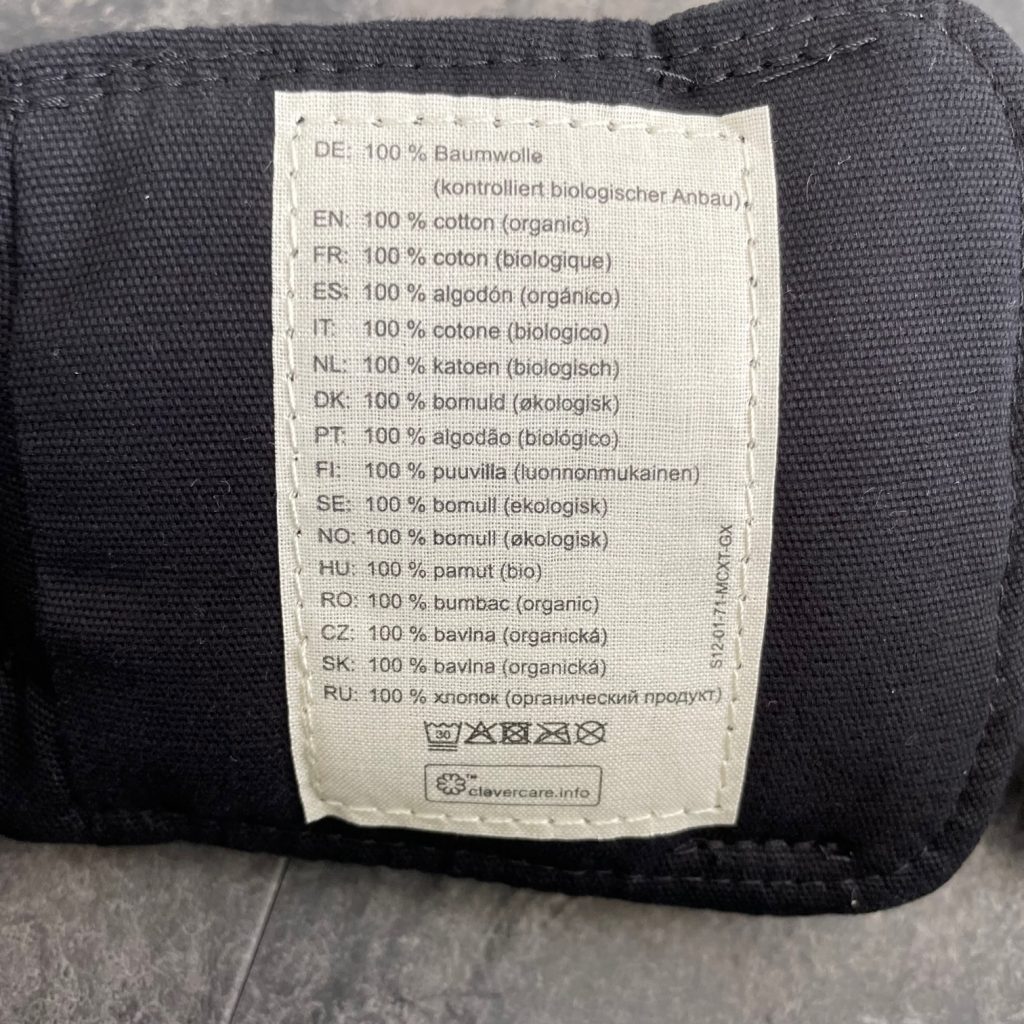 DE: 100 % Baumwolle
(kontrolliert biologischer Anbau)
EN: 100 % cotton (organic)
FR: 100 % coton (biologique)
ES: 100 % algodón (orgánico)
IT: 100 % cotone (biologico)
NL: 100 % katoen (biologisch)
DK: 100 % bomuld (økologisk)
PT: 100 % algodão (biológico)
FI: 100 % puuvilla (luonnonmukainen)
SE: 100 % bomull (ekologisk)
NO: 100 % bomull (økologisk)
HU: 100 % pamut (bio)
RO: 100 % bumbac (organic)
CZ: 100 % bavlna (organická)
SK: 100 % bavlna (organická)
RU: 100 % хлопок (органический продукт)
S12-01-71-MCXT-GX
30
™ clevercare.info